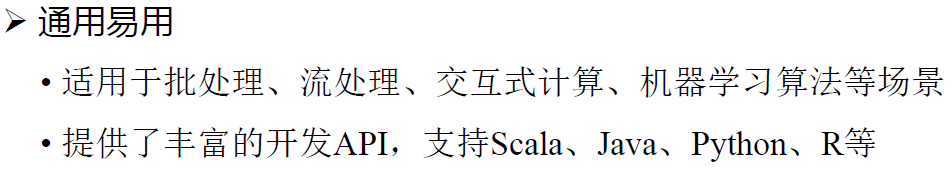 ➢ 通用易用
• 适用于批处理、流处理、交互式计算、机器学习算法等场景
• 提供了丰富的开发API，支持Scala、Java、Python、R等